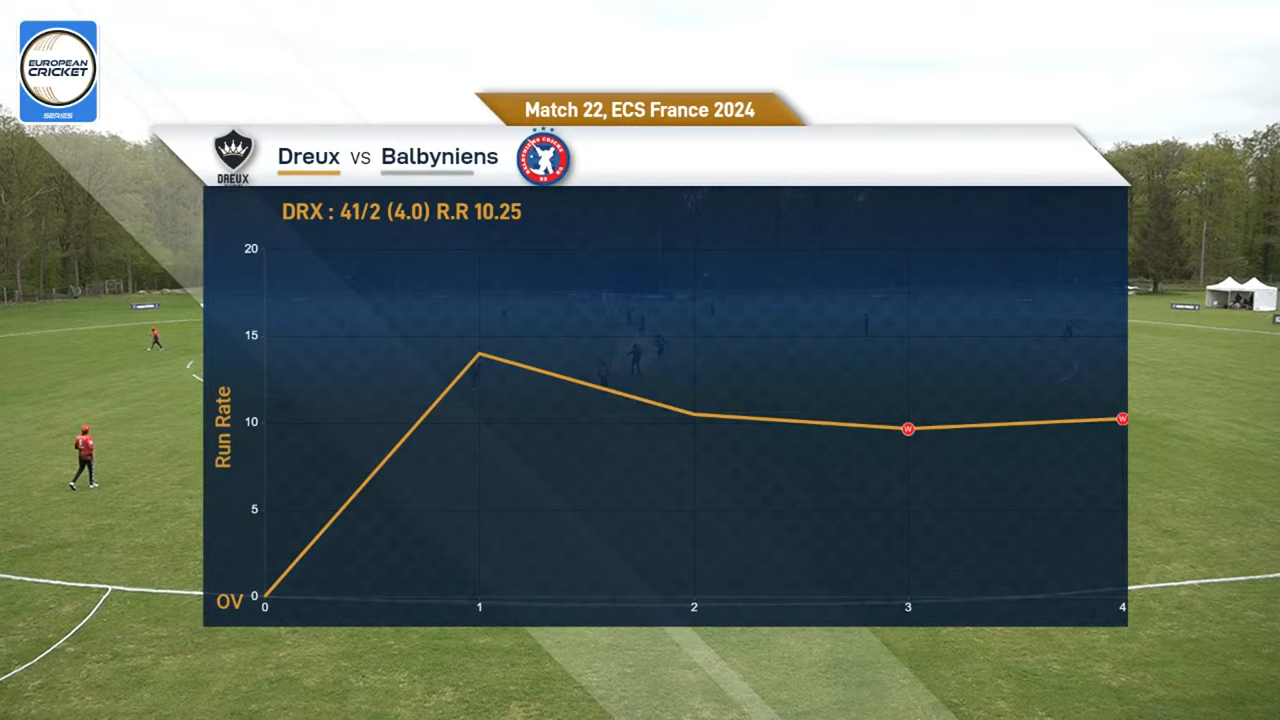 EUROPEAN
CRICKET
SERIES
Match 22, ECS France 2024
DREUX
Dreux vs Balbyniens
DRX : 41/2 (4.0) R.R 10.25
Run Rate
20
15
10
5
0
OV
0 1 2 3 4
W W